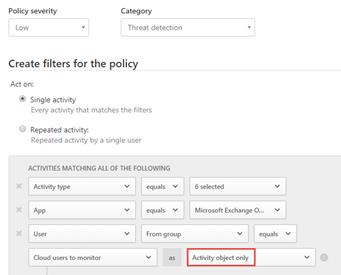 Policy severity Category
Low Threat detection
Create filters for the policy
Act on:
Single activity
Every activity that matches the filters
Repeated activity:
Repeated activity by a single user
ACTIVITIES MATCHING ALL OF THE FOLLOWING
Activity type equals 6 selected
App equals Microsoft Exchange O...
User From group equals
Cloud users to monitor as Activity object only